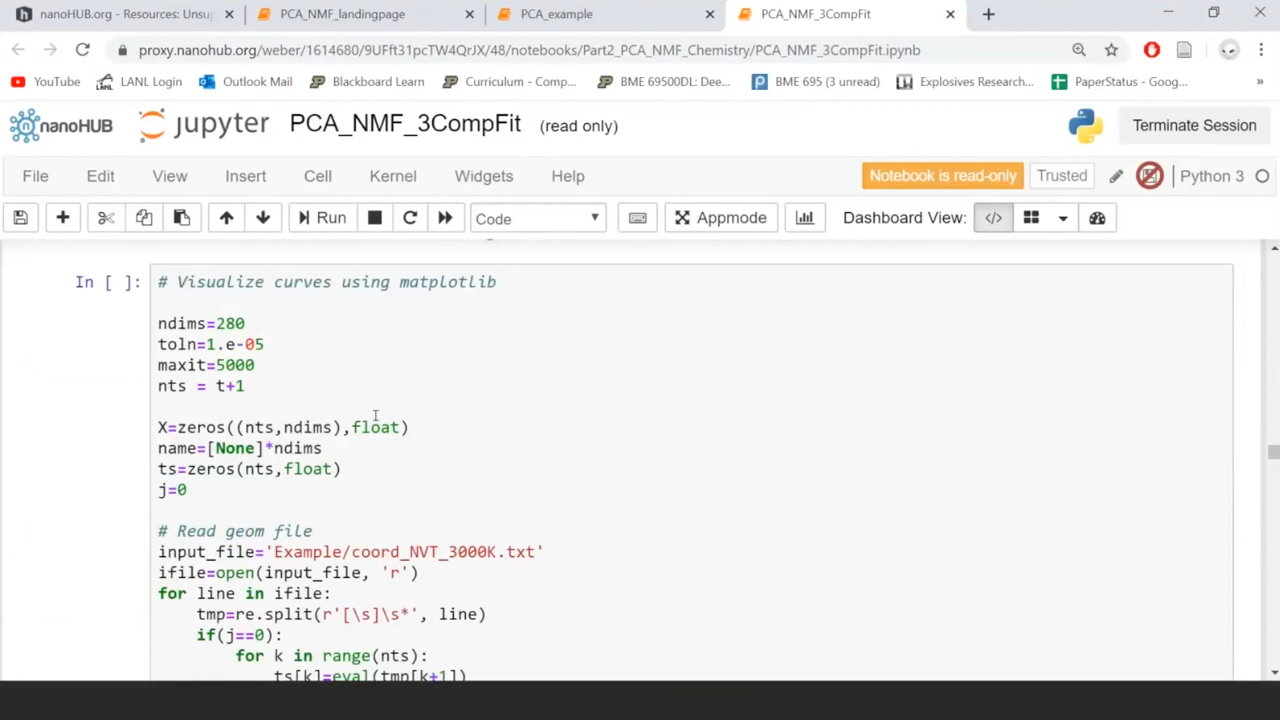 nanoHUB.org - Resources: Unsu
PCA_NMF_landingpage
PCA_example
PCA_NMF_3CompFit
proxy.nanohub.org/weber/1614680/9UFft31pcTW4QrJX/48/notebooks/Part2_PCA_NMF_Chemistry/PCA_NMF_3CompFit.ipynb
YouTube
LANL Login
Outlook Mail
Blackboard Learn
Curriculum - Comp...
BME 69500DL: Dee...
BME 695 (3 unread)
Explosives Research...
PaperStatus - Goog...
»
nanoHUB
jupyter
PCA_NMF_3CompFit (read only)
Terminate Session
File Edit View Insert Cell Kernel Widgets Help
Notebook is read-only
Trusted
Python 3
Run
Code
Appmode
Dashboard View:
In [ ]:
# Visualize curves using matplotlib
ndims=280
toln=1.e-05
maxit=5000
nts = t+1
X=zeros((nts,ndims),float)
name=[None]*ndims
ts=zeros(nts,float)
j=0
# Read geom file
input_file='Example/coord_NVT_3000K.txt'
ifile=open(input_file, 'r')
for line in ifile:
tmp=re.split(r'[\s]\s*', line)
if(j==0):
for k in range(nts):
ts[k]=eval(tmp[k+1])